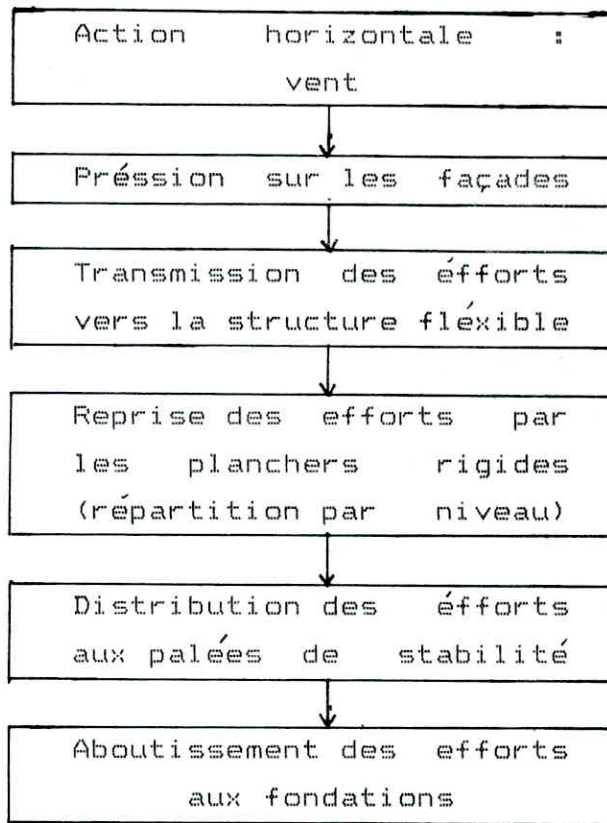 Action horizontale :
vent
Préssion sur les façades
Transmission des éfforts
vers la structure fléxible
Reprise des efforts par
les planchers rigides
(répartition par niveau)
Distribution des éfforts
aux palées de stabilité
Aboutissement des efforts
aux fondations